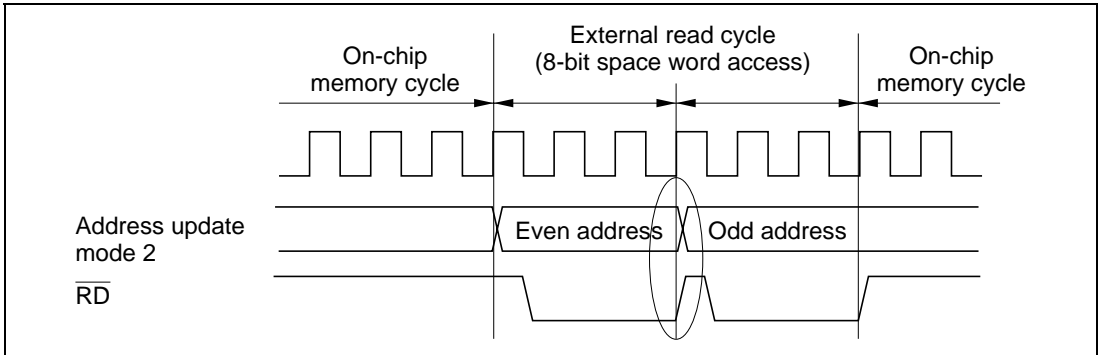 On-chip
memory cycle
External read cycle
(8-bit space word access)
On-chip
memory cycle
Address update
mode 2
Even address
Odd address
RD